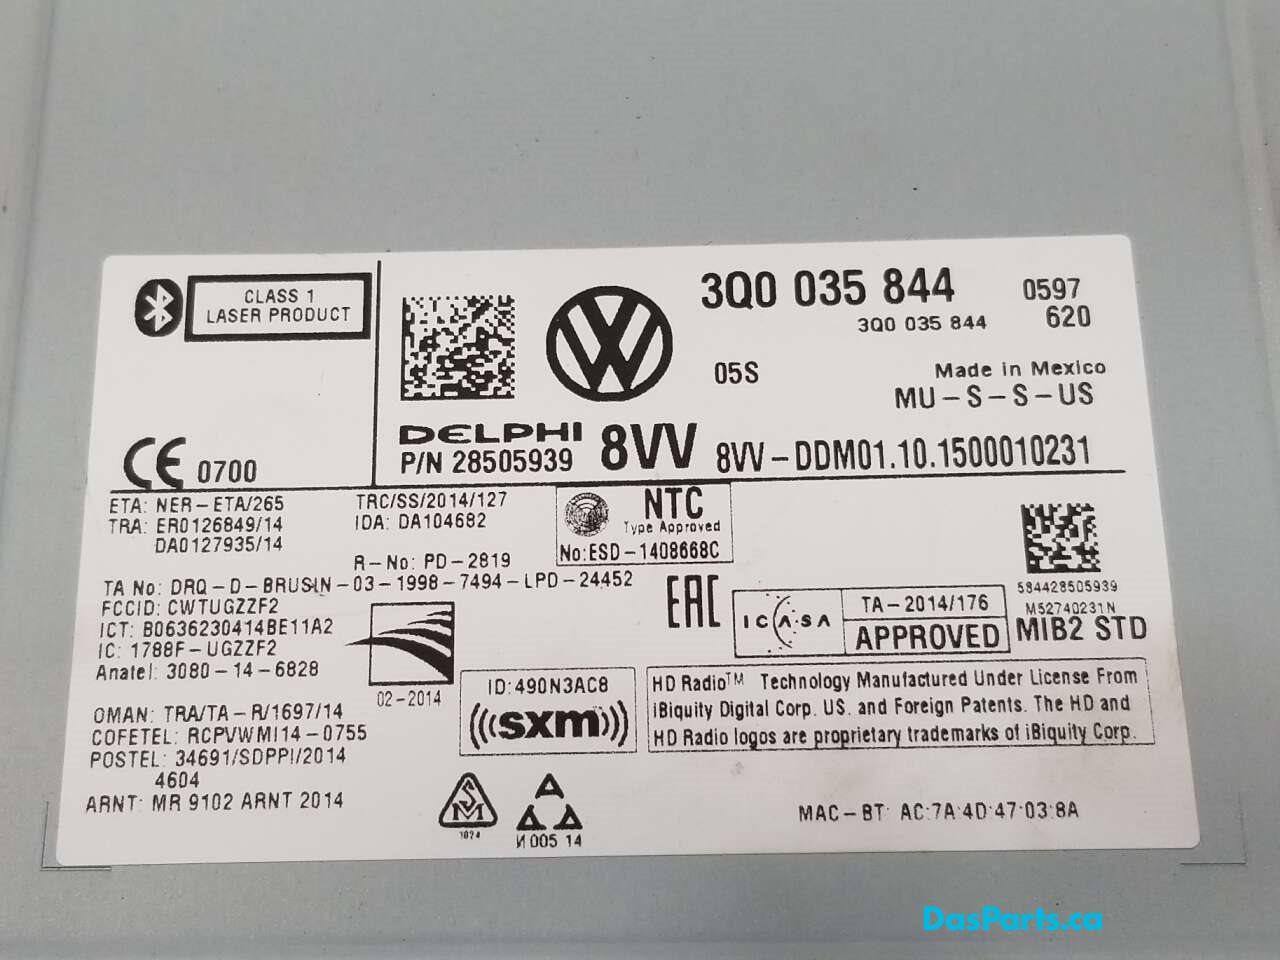 CLASS 1
LASER PRODUCT
3Q0 035 844
0597
3Q0 035 844
620
05S
Made in Mexico
MU-S-S-US
DELPHI
P/N 28505939
8VV
8VV-DDM01.10.1500010231
CE 0700
ETA: NER-ETA/265
TRA: ER0126849/14
DA0127935/14
TRC/SS/2014/127
IDA: DA104682
R-No: PD-2819
NTC
Type Approved
No:ESD-1408668C
TA No: DRQ-D-BRUSIN-03-1998-7494-LPD-24452
FCCID: CWTUGZZF2
ICT: B0636230414BE11A2
IC: 1788F-UGZZF2
Anatel: 3080-14-6828
02-2014
EAC
ICASA
TA-2014/176
APPROVED
584428505939
M52740231N
MIB2 STD
OMAN: TRA/TA-R/1697/14
COFETEL: RCPVWMI14-0755
POSTEL: 34691/SDPPI/2014
4604
ARNT: MR 9102 ARNT 2014
ID:490N3AC8
(((sxm)))
HD Radio™ Technology Manufactured Under License From
iBiquity Digital Corp. US. and Foreign Patents. The HD and
HD Radio logos are proprietary trademarks of iBiquity Corp.
SM
1024
И 005 14
MAC-BT: AC:7A:4D:47:03:8A
DasParts.ca